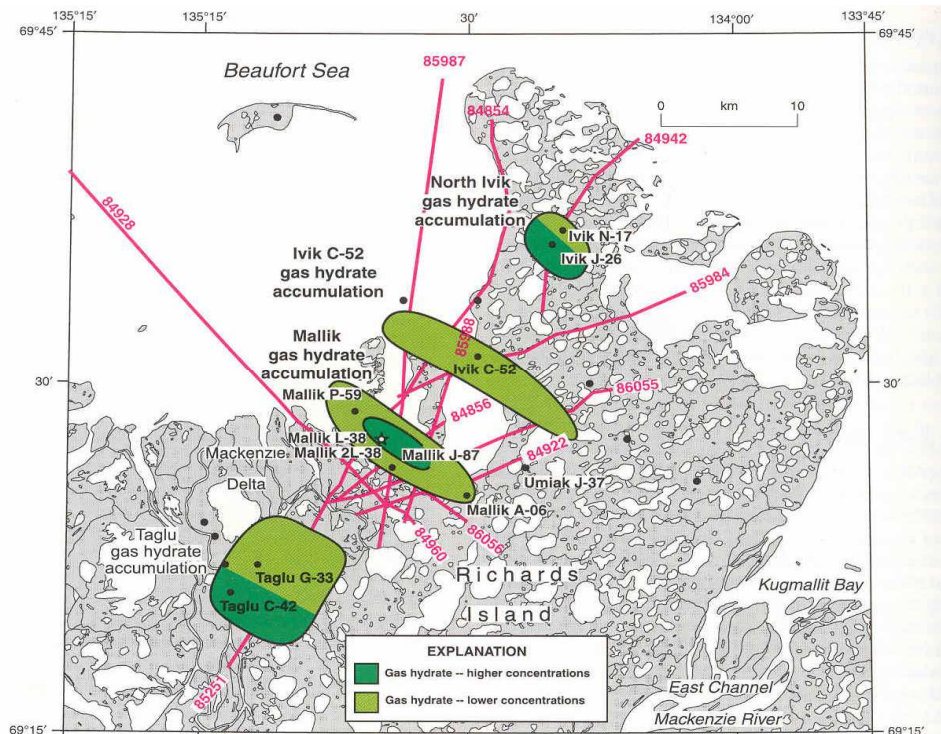 135°15′
135°15′
30′
134°00′
133°45′
69°45′
69°45′
Beaufort Sea
85987
84854
84942
0 km 10
North Ivik
gas hydrate
accumulation
84928
Ivik N-17
Ivik J-26
Ivik C-52
gas hydrate
accumulation
85984
85988
Mallik
gas hydrate
accumulation
Ivik C-52
30′
30′
86055
Mallik P-59
84856
Mallik L-38
Mallik 2L-38
Mallik J-87
84922
Mackenzie
Delta
Umiak J-37
Mallik A-06
84960
86056
Taglu
gas hydrate
accumulation
Taglu G-33
Taglu C-42
Richards
Island
Kugmallit Bay
85251
EXPLANATION
Gas hydrate -- higher concentrations
Gas hydrate -- lower concentrations
East Channel
Mackenzie River
69°15′
69°15′